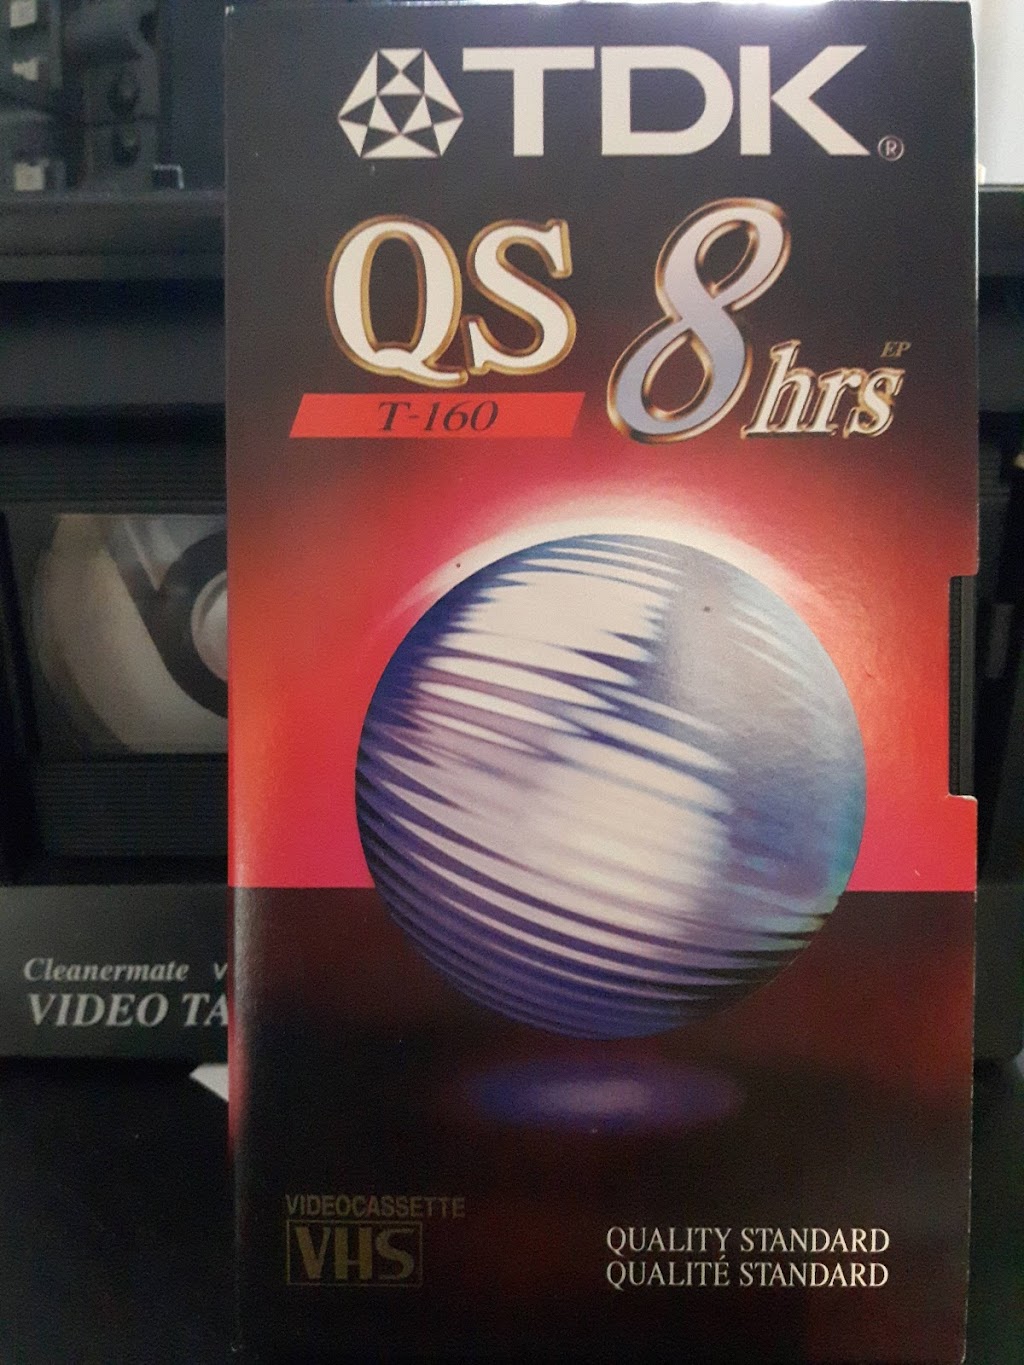 TDK®
QS 8 hrs EP
T-160
Cleanermate V
VIDEO TA
VIDEOCASSETTE
VHS
QUALITY STANDARD
QUALITÉ STANDARD